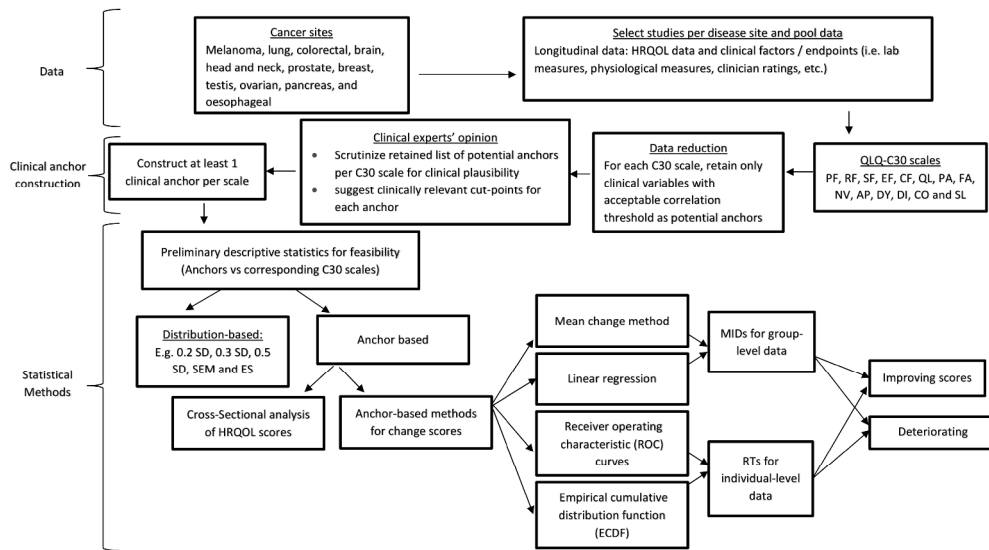 Data
Cancer sites
Melanoma, lung, colorectal, brain,
head and neck, prostate, breast,
testis, ovarian, pancreas, and
oesophageal
Select studies per disease site and pool data
Longitudinal data: HRQOL data and clinical factors / endpoints (i.e. lab
measures, physiological measures, clinician ratings, etc.)
Clinical anchor
construction
Construct at least 1
clinical anchor per scale
Clinical experts' opinion
• Scrutinize retained list of potential anchors
per C30 scale for clinical plausibility
• suggest clinically relevant cut-points for
each anchor
Data reduction
For each C30 scale, retain only
clinical variables with
acceptable correlation
threshold as potential anchors
QLQ-C30 scales
PF, RF, SF, EF, CF, QL, PA, FA,
NV, AP, DY, DI, CO and SL
Statistical
Methods
Preliminary descriptive statistics for feasibility
(Anchors vs corresponding C30 scales)
Distribution-based:
E.g. 0.2 SD, 0.3 SD, 0.5
SD, SEM and ES
Anchor based
Cross-Sectional analysis
of HRQOL scores
Anchor-based methods
for change scores
Mean change method
Linear regression
Receiver operating
characteristic (ROC)
curves
Empirical cumulative
distribution function
(ECDF)
MIDs for group-
level data
RTs for
individual-level
data
Improving scores
Deteriorating